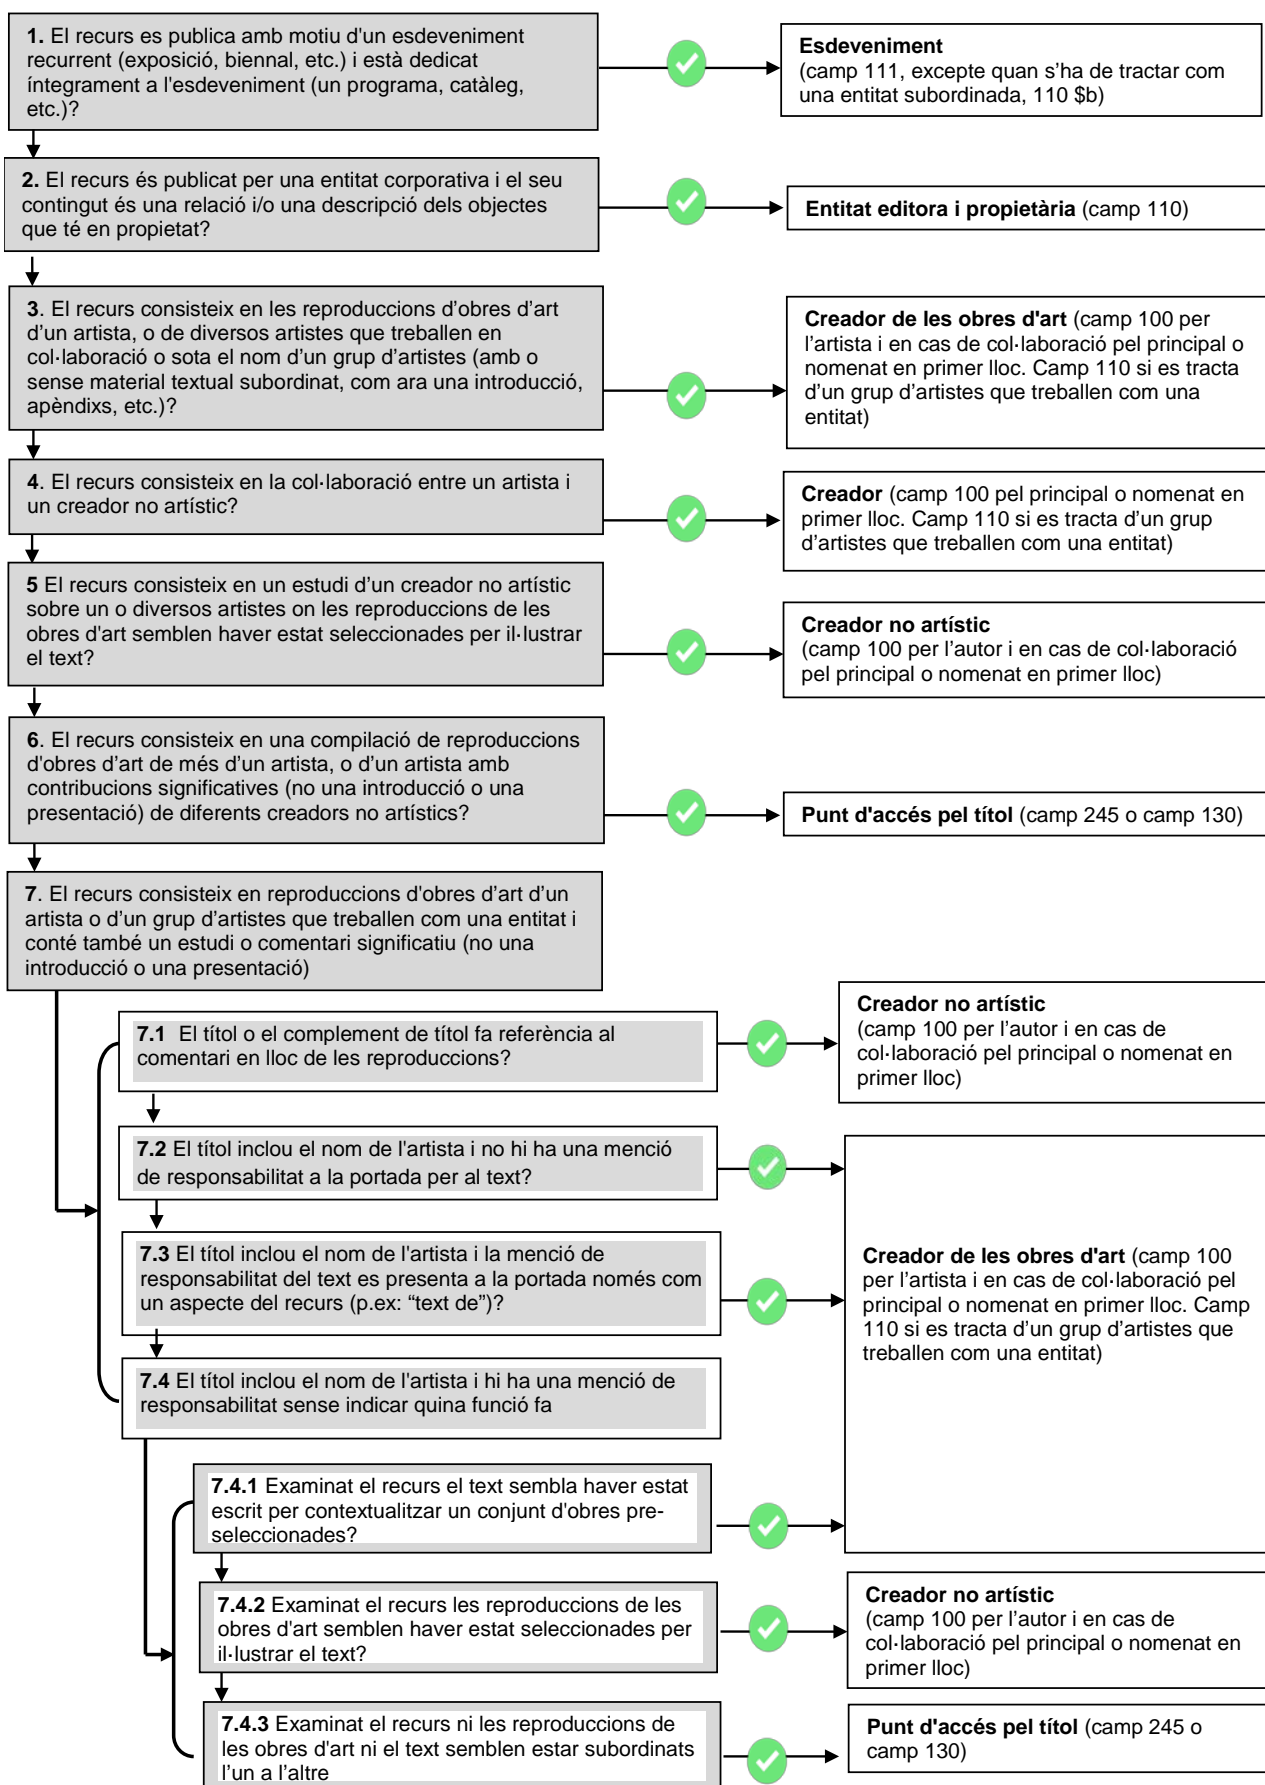 1. El recurs es publica amb motiu d'un esdeveniment
recurrent (exposició, biennal, etc.) i està dedicat
íntegrament a l'esdeveniment (un programa, catàleg,
etc.)?
Esdeveniment
(camp 111, excepte quan s’ha de tractar com
una entitat subordinada, 110 $b)
2. El recurs és publicat per una entitat corporativa i el seu
contingut és una relació i/o una descripció dels objectes
que té en propietat?
Entitat editora i propietària (camp 110)
3. El recurs consisteix en les reproduccions d’obres d’art
d’un artista, o de diversos artistes que treballen en
col·laboració o sota el nom d’un grup d’artistes (amb o
sense material textual subordinat, com ara una introducció,
apèndixs, etc.)?
Creador de les obres d'art (camp 100 per
l’artista i en cas de col·laboració pel principal o
nomenat en primer lloc. Camp 110 si es tracta
d’un grup d’artistes que treballen com una
entitat)
4. El recurs consisteix en la col·laboració entre un artista i
un creador no artístic?
Creador (camp 100 pel principal o nomenat en
primer lloc. Camp 110 si es tracta d’un grup
d’artistes que treballen com una entitat)
5 El recurs consisteix en un estudi d’un creador no artístic
sobre un o diversos artistes on les reproduccions de les
obres d'art semblen haver estat seleccionades per il·lustrar
el text?
Creador no artístic
(camp 100 per l’autor i en cas de col·laboració
pel principal o nomenat en primer lloc)
6. El recurs consisteix en una compilació de reproduccions
d'obres d’art de més d’un artista, o d’un artista amb
contribucions significatives (no una introducció o una
presentació) de diferents creadors no artístics?
Punt d'accés pel títol (camp 245 o camp 130)
7. El recurs consisteix en reproduccions d'obres d’art d’un
artista o d’un grup d’artistes que treballen com una entitat i
conté també un estudi o comentari significatiu (no una
introducció o una presentació)
7.1 El títol o el complement de títol fa referència al
comentari en lloc de les reproduccions?
Creador no artístic
(camp 100 per l’autor i en cas de
col·laboració pel principal o nomenat en
primer lloc)
7.2 El títol inclou el nom de l'artista i no hi ha una menció
de responsabilitat a la portada per al text?
7.3 El títol inclou el nom de l'artista i la menció de
responsabilitat del text es presenta a la portada només com
un aspecte del recurs (p.ex: “text de”)?
Creador de les obres d'art (camp 100
per l’artista i en cas de col·laboració pel
principal o nomenat en primer lloc. Camp
110 si es tracta d’un grup d’artistes que
treballen com una entitat)
7.4 El títol inclou el nom de l'artista i hi ha una menció de
responsabilitat sense indicar quina funció fa
7.4.1 Examinat el recurs el text sembla haver estat
escrit per contextualitzar un conjunt d'obres pre-
seleccionades?
7.4.2 Examinat el recurs les reproduccions de les
obres d'art semblen haver estat seleccionades per
il·lustrar el text?
Creador no artístic
(camp 100 per l’autor i en cas de
col·laboració pel principal o nomenat en
primer lloc)
7.4.3 Examinat el recurs ni les reproduccions de
les obres d'art ni el text semblen estar subordinats
l’un a l’altre
Punt d'accés pel títol (camp 245 o
camp 130)